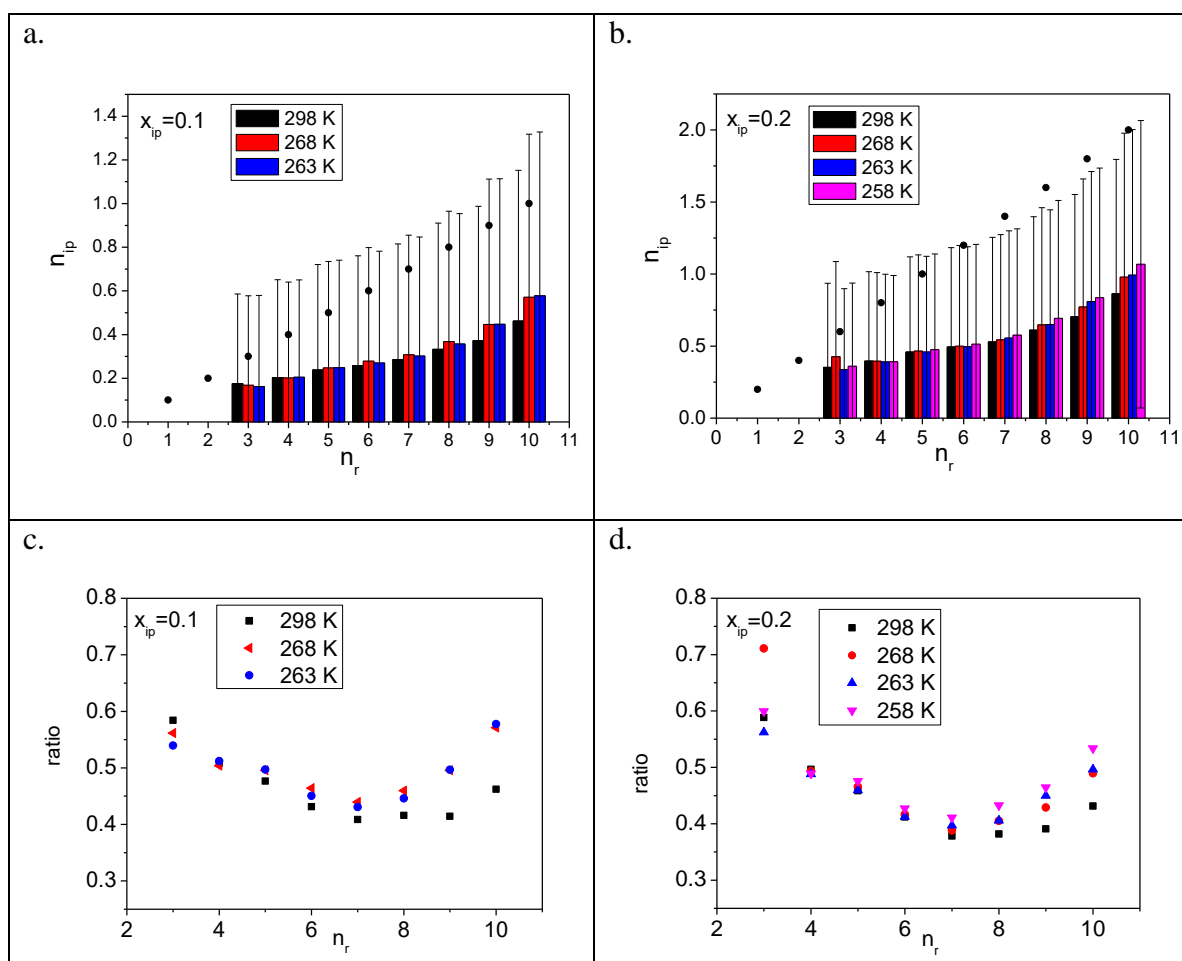 a.
x_ip=0.1
298 K
268 K
263 K
n_ip
1.4
1.2
1.0
0.8
0.6
0.4
0.2
0.0
0 1 2 3 4 5 6 7 8 9 10 11
n_r
b.
x_ip=0.2
298 K
268 K
263 K
258 K
n_ip
2.0
1.5
1.0
0.5
0.0
0 1 2 3 4 5 6 7 8 9 10 11
n_r
c.
x_ip=0.1
298 K
268 K
263 K
ratio
0.8
0.7
0.6
0.5
0.4
0.3
2 4 6 8 10
n_r
d.
x_ip=0.2
298 K
268 K
263 K
258 K
ratio
0.8
0.7
0.6
0.5
0.4
0.3
2 4 6 8 10
n_r